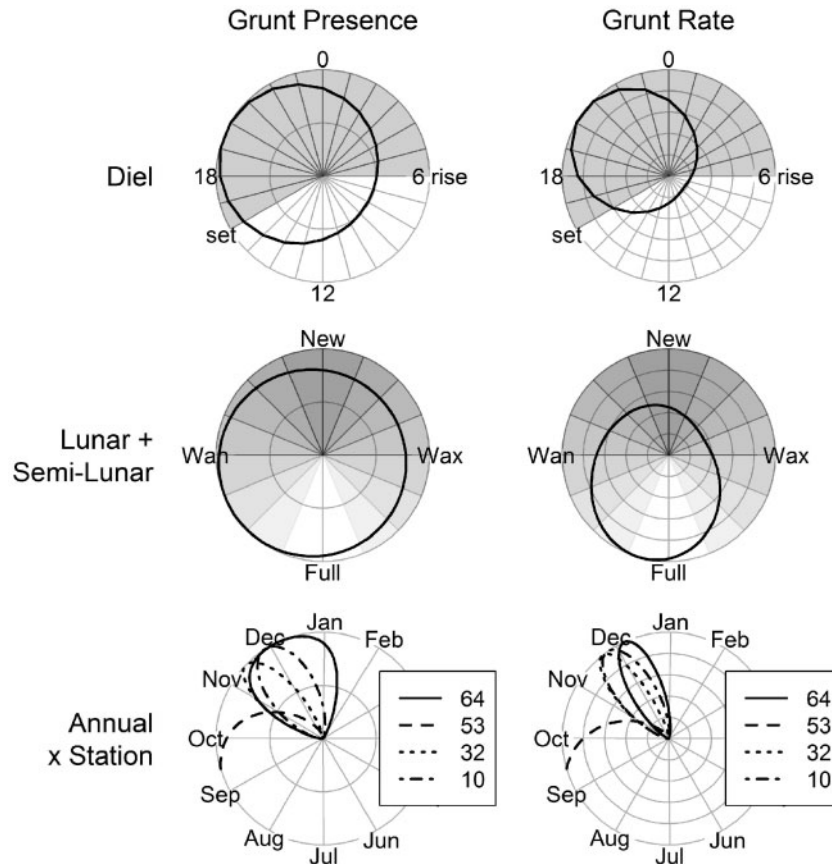 Grunt Presence
Grunt Rate
0
0
Diel
18
6 rise
18
6 rise
set
set
12
12
New
New
Lunar +
Semi-Lunar
Wan
Wax
Wan
Wax
Full
Full
Jan
Jan
Dec
Feb
Dec
Feb
Nov
Nov
64
64
Annual
x Station
Oct
53
Oct
53
32
32
10
10
Sep
Sep
Aug
Jun
Aug
Jun
Jul
Jul